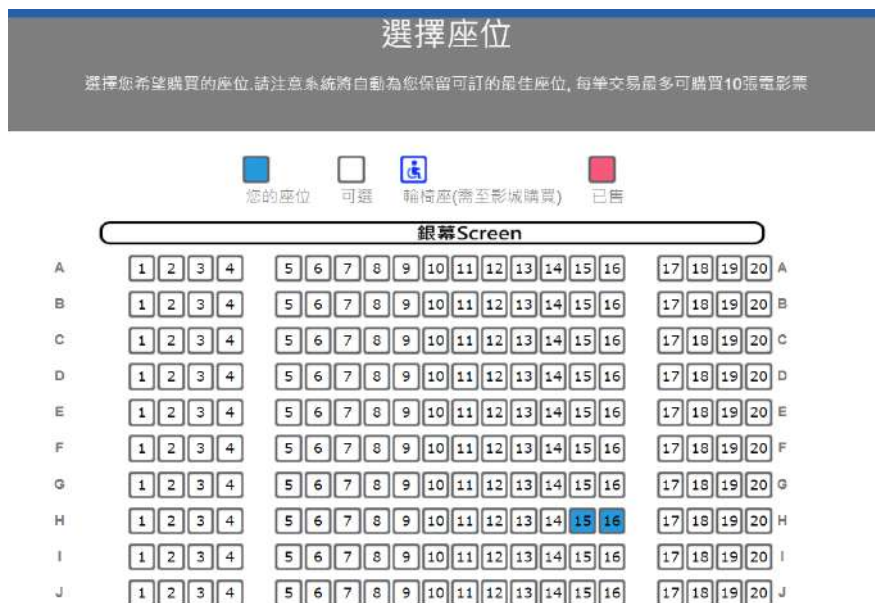 選擇座位
選擇您希望購買的座位.請注意系統將自動為您保留可訂的最佳座位, 每筆交易最多可購買10張電影票
您的座位 可選 輪椅座(需至影城購買) 已售
銀幕Screen
A 1 2 3 4 5 6 7 8 9 10 11 12 13 14 15 16 17 18 19 20 A
B 1 2 3 4 5 6 7 8 9 10 11 12 13 14 15 16 17 18 19 20 B
C 1 2 3 4 5 6 7 8 9 10 11 12 13 14 15 16 17 18 19 20 C
D 1 2 3 4 5 6 7 8 9 10 11 12 13 14 15 16 17 18 19 20 D
E 1 2 3 4 5 6 7 8 9 10 11 12 13 14 15 16 17 18 19 20 E
F 1 2 3 4 5 6 7 8 9 10 11 12 13 14 15 16 17 18 19 20 F
G 1 2 3 4 5 6 7 8 9 10 11 12 13 14 15 16 17 18 19 20 G
H 1 2 3 4 5 6 7 8 9 10 11 12 13 14 15 16 17 18 19 20 H
I 1 2 3 4 5 6 7 8 9 10 11 12 13 14 15 16 17 18 19 20 I
J 1 2 3 4 5 6 7 8 9 10 11 12 13 14 15 16 17 18 19 20 J